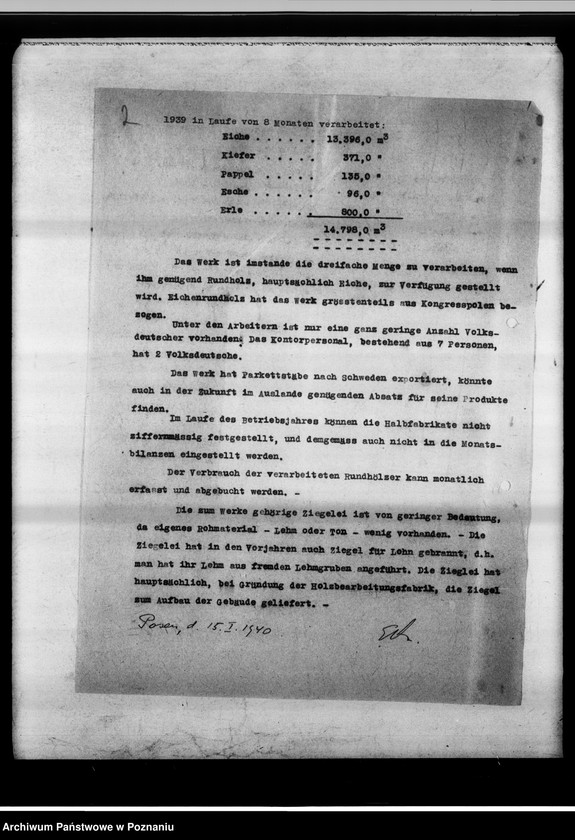 2
1939 in Laufe von 8 Monaten verarbeitet:
Eiche . . . . . . 13.396,0 m3
Kiefer . . . . . 371,0 "
Pappel . . . . . 135,0 "
Esche . . . . . . 96,0 "
Erle . . . . . . 800,0 "
14.798,0 m3
Das Werk ist imstande die dreifache Menge zu verarbeiten, wenn
ihm genügend Rundholz, hauptsächlich Eiche, zur Verfügung gestellt
wird. Eichenrundholz hat das Werk grösstenteils aus Kongresspolen be-
zogen.
Unter den Arbeitern ist nur eine ganz geringe Anzahl Volks-
deutscher vorhanden; Das Kontorpersonal, bestehend aus 7 Personen,
hat 2 Volksdeutsche.
Das Werk hat Parkettstäbe nach Schweden exportiert, könnte
auch in der Zukunft im Auslande genügenden Absatz für seine Produkte
finden.
Im Laufe des Betriebsjahres können die Halbfabrikate nicht
ziffernmässig festgestellt, und demgemäss auch nicht in die Monats-
bilanzen eingestellt werden.
Der Verbrauch der verarbeiteten Rundhölzer kann monatlich
erfasst und abgebucht werden. -
Die zum Werke gehörige Ziegelei ist von geringer Bedeutung,
da eigenes Rohmaterial - Lehm oder Ton - wenig vorhanden. - Die
Ziegelei hat in den Vorjahren auch Ziegel für Lohn gebrannt, d.h.
man hat ihr Lehm aus fremden Lehmgruben angeführt. Die Zieglei hat
hauptsächlich, bei Gründung der Holzbearbeitungsfabrik, die Ziegel
zum Aufbau der Gebäude geliefert. -
Posen, d. 15.I.1940
Archiwum Państwowe w Poznaniu